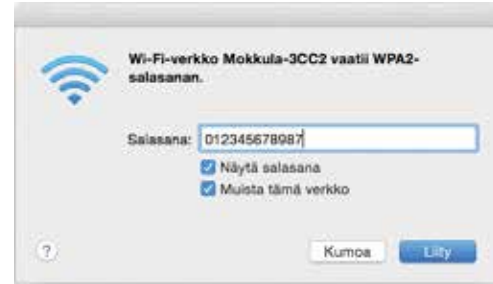 Wi-Fi-verkko Mokkula-3CC2 vaatii WPA2-
salasanan.
Salasana: 012345678987
Näytä salasana
Muista tämä verkko
?
Kumoa
Liity